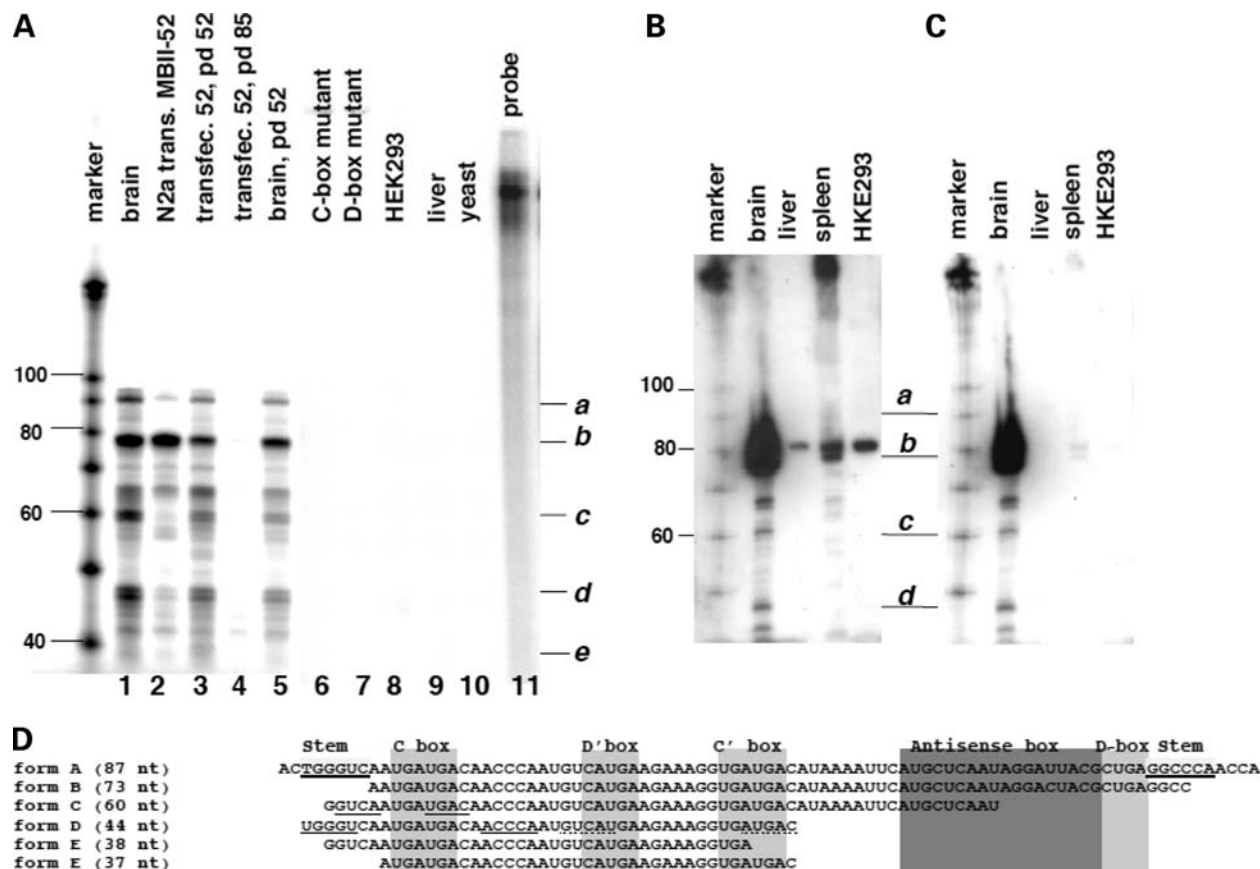 A
marker
brain
N2a trans. MBII-52
transfec. 52, pd 52
transfec. 52, pd 85
brain, pd 52
C-box mutant
D-box mutant
HEK293
liver
yeast
probe
100
80
60
40
a
b
c
d
e
1 2 3 4 5 6 7 8 9 10 11
B
marker
brain
liver
spleen
HKE293
100
80
60
a
b
c
d
C
marker
brain
liver
spleen
HKE293
D
Stem C box D'box C' box Antisense box D-box Stem
form A (87 nt) ACTGGGUCAAUGAUGACAACCCAAUGUCAUGAAGAAAGGUGAUGACAUAAAAUUCAUGCUCAAUAGGAUUACGCUGAGGCCCAACCA
form B (73 nt) AAUGAUGACAACCCAAUGUCAUGAAGAAAGGUGAUGACAUAAAAUUCAUGCUCAAUAGGACUACGCUGAGGCC
form C (60 nt) GGUCAAUGAUGACAACCCAAUGUCAUGAAGAAAGGUGAUGACAUAAAAUUCAUGCUCAAU
form D (44 nt) UGGGUCAAUGAUGACAACCCAAUGUCAUGAAGAAAGGUGAUGAC
form E (38 nt) GGUCAAUGAUGACAACCCAAUGUCAUGAAGAAAGGUGA
form E (37 nt) AUGAUGACAACCCAAUGUCAUGAAGAAAGGUGAUGAC